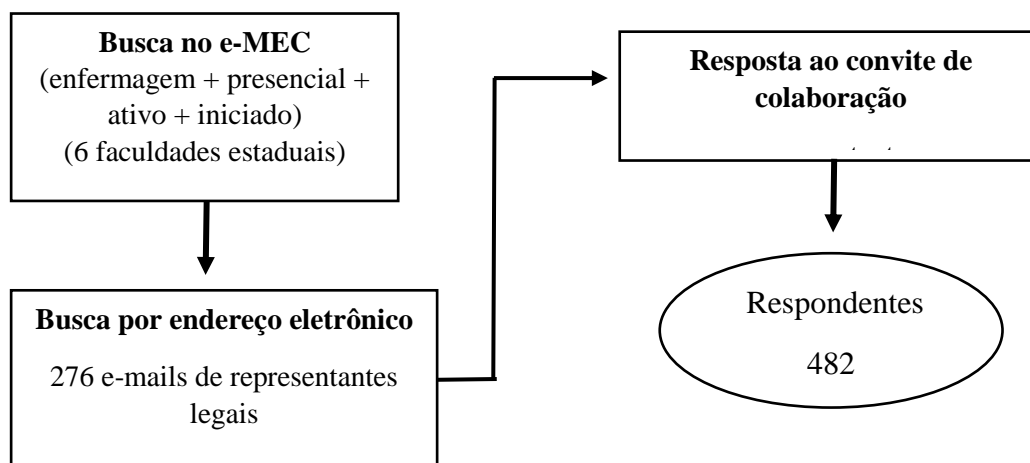 Busca no e-MEC
(enfermagem + presencial +
ativo + iniciado)
(6 faculdades estaduais)
Busca por endereço eletrônico
276 e-mails de representantes
legais
Resposta ao convite de
colaboração
Respondentes
482